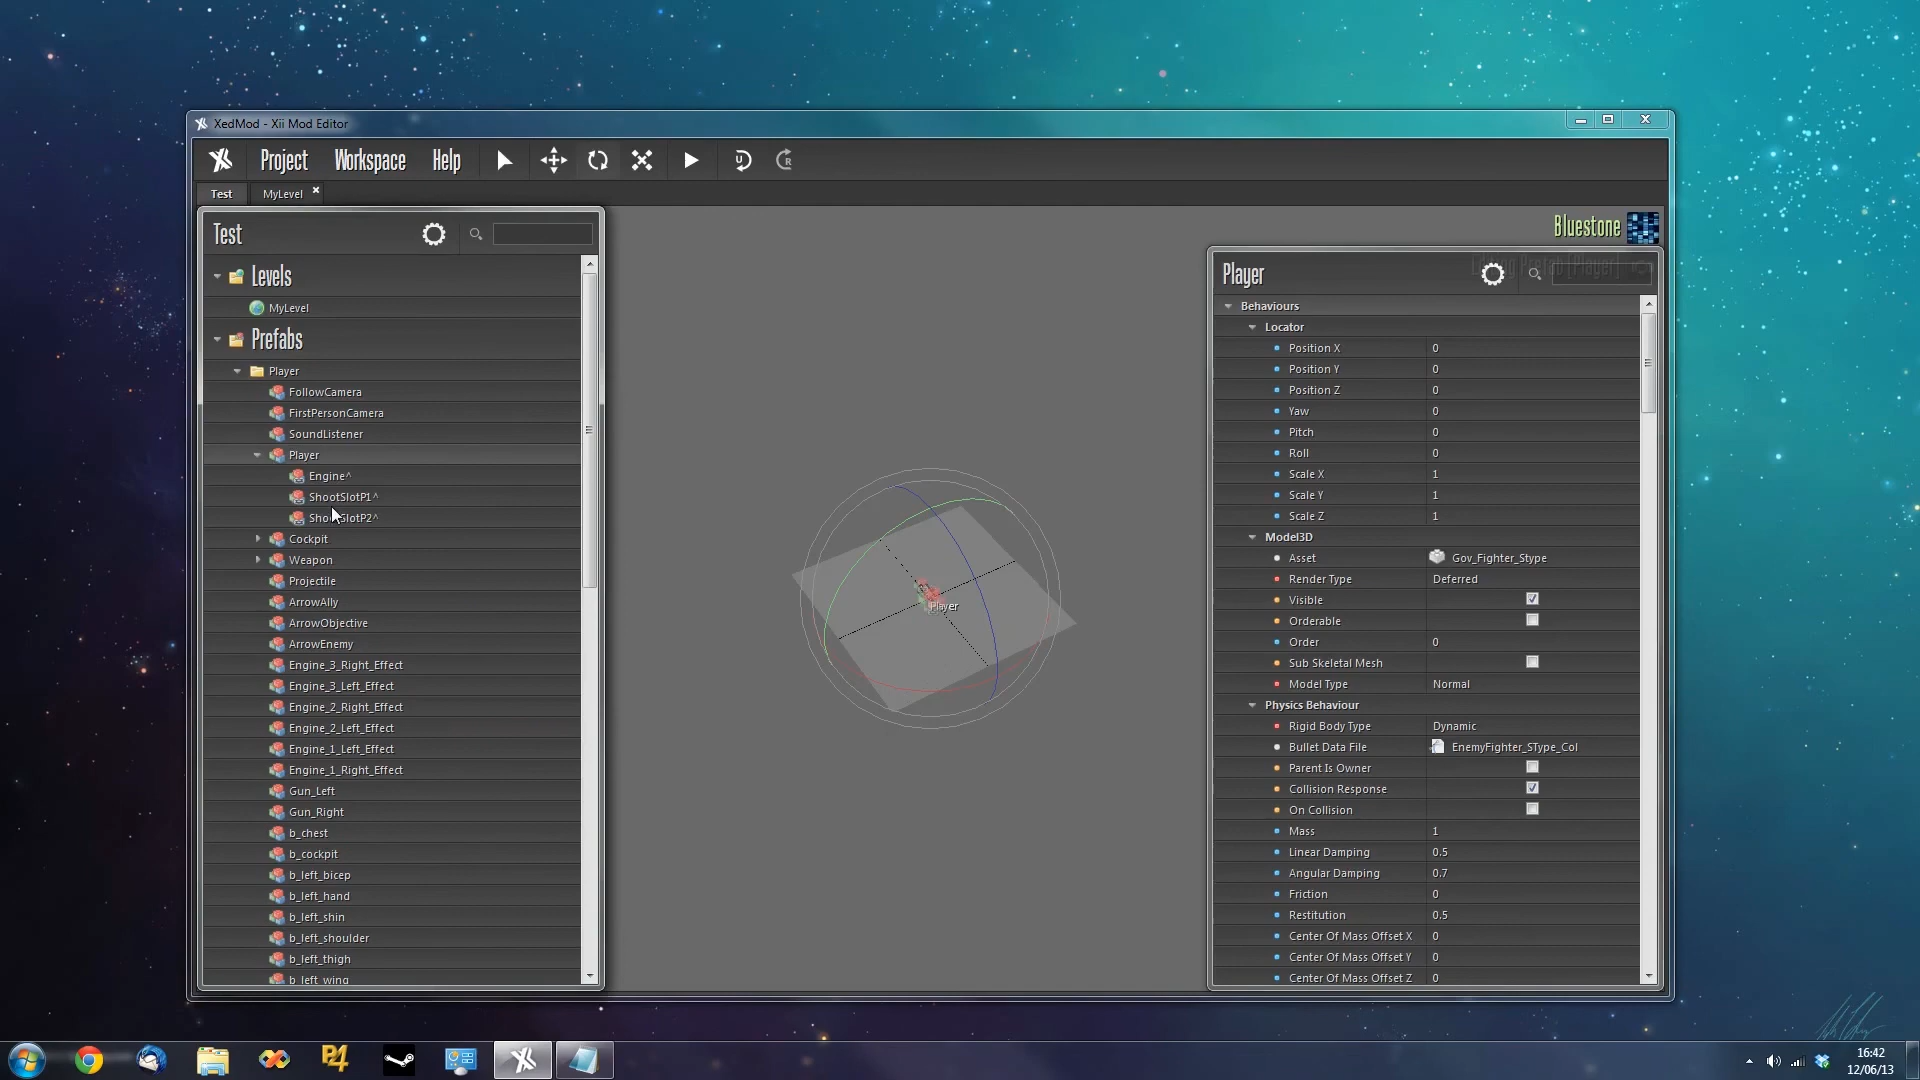 XedMod - Xii Mod Editor
Project Workspace Help
U R
Test MyLevel
Bluestone
Test
Levels
MyLevel
Prefabs
Player
FollowCamera
FirstPersonCamera
SoundListener
Player
Engine^
ShootSlotP1^
Sho SlotP2^
Cockpit
Weapon
Projectile
ArrowAlly
ArrowObjective
ArrowEnemy
Engine_3_Right_Effect
Engine_3_Left_Effect
Engine_2_Right_Effect
Engine_2_Left_Effect
Engine_1_Left_Effect
Engine_1_Right_Effect
Gun_Left
Gun_Right
b_chest
b_cockpit
b_left_bicep
b_left_hand
b_left_shin
b_left_shoulder
b_left_thigh
b_left_wing
Player
Player
Editing Prefab [Player]
Behaviours
Locator
Position X 0
Position Y 0
Position Z 0
Yaw 0
Pitch 0
Roll 0
Scale X 1
Scale Y 1
Scale Z 1
Model3D
Asset Gov_Fighter_Stype
Render Type Deferred
Visible
Orderable
Order 0
Sub Skeletal Mesh
Model Type Normal
Physics Behaviour
Rigid Body Type Dynamic
Bullet Data File EnemyFighter_SType_Col
Parent Is Owner
Collision Response
On Collision
Mass 1
Linear Damping 0.5
Angular Damping 0.7
Friction 0
Restitution 0.5
Center Of Mass Offset X 0
Center Of Mass Offset Y 0
Center Of Mass Offset Z 0
P4
16:42
12/06/13